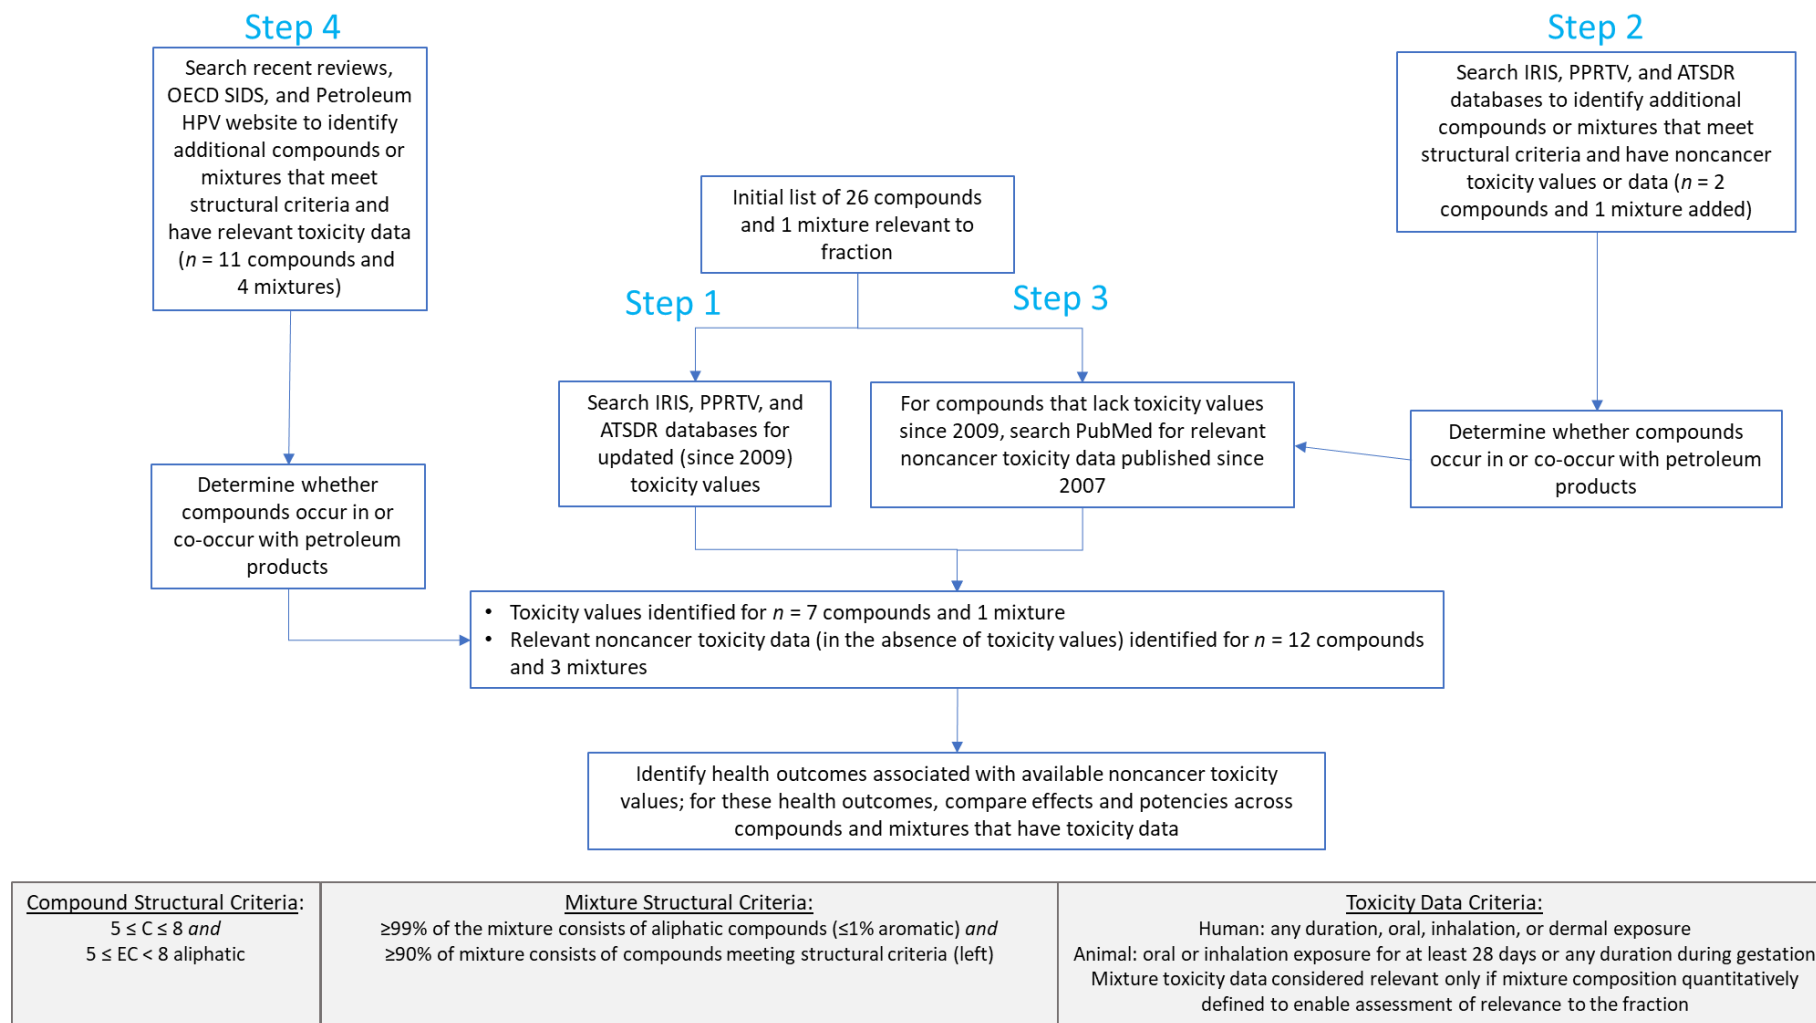 Step 4
Search recent reviews,
OECD SIDS, and Petroleum
HPV website to identify
additional compounds or
mixtures that meet
structural criteria and
have relevant toxicity data
(n = 11 compounds and
4 mixtures)
Determine whether
compounds occur in or
co-occur with petroleum
products
Initial list of 26 compounds
and 1 mixture relevant to
fraction
Step 1
Search IRIS, PPRTV, and
ATSDR databases for
updated (since 2009)
toxicity values
Step 3
For compounds that lack toxicity values
since 2009, search PubMed for relevant
noncancer toxicity data published since
2007
Step 2
Search IRIS, PPRTV, and ATSDR
databases to identify additional
compounds or mixtures that meet
structural criteria and have noncancer
toxicity values or data (n = 2
compounds and 1 mixture added)
Determine whether compounds
occur in or co-occur with petroleum
products
• Toxicity values identified for n = 7 compounds and 1 mixture
• Relevant noncancer toxicity data (in the absence of toxicity values) identified for n = 12 compounds
and 3 mixtures
Identify health outcomes associated with available noncancer toxicity
values; for these health outcomes, compare effects and potencies across
compounds and mixtures that have toxicity data
Compound Structural Criteria:
5 ≤ C ≤ 8 and
5 ≤ EC < 8 aliphatic
Mixture Structural Criteria:
≥99% of the mixture consists of aliphatic compounds (≤1% aromatic) and
≥90% of mixture consists of compounds meeting structural criteria (left)
Toxicity Data Criteria:
Human: any duration, oral, inhalation, or dermal exposure
Animal: oral or inhalation exposure for at least 28 days or any duration during gestation
Mixture toxicity data considered relevant only if mixture composition quantitatively
defined to enable assessment of relevance to the fraction